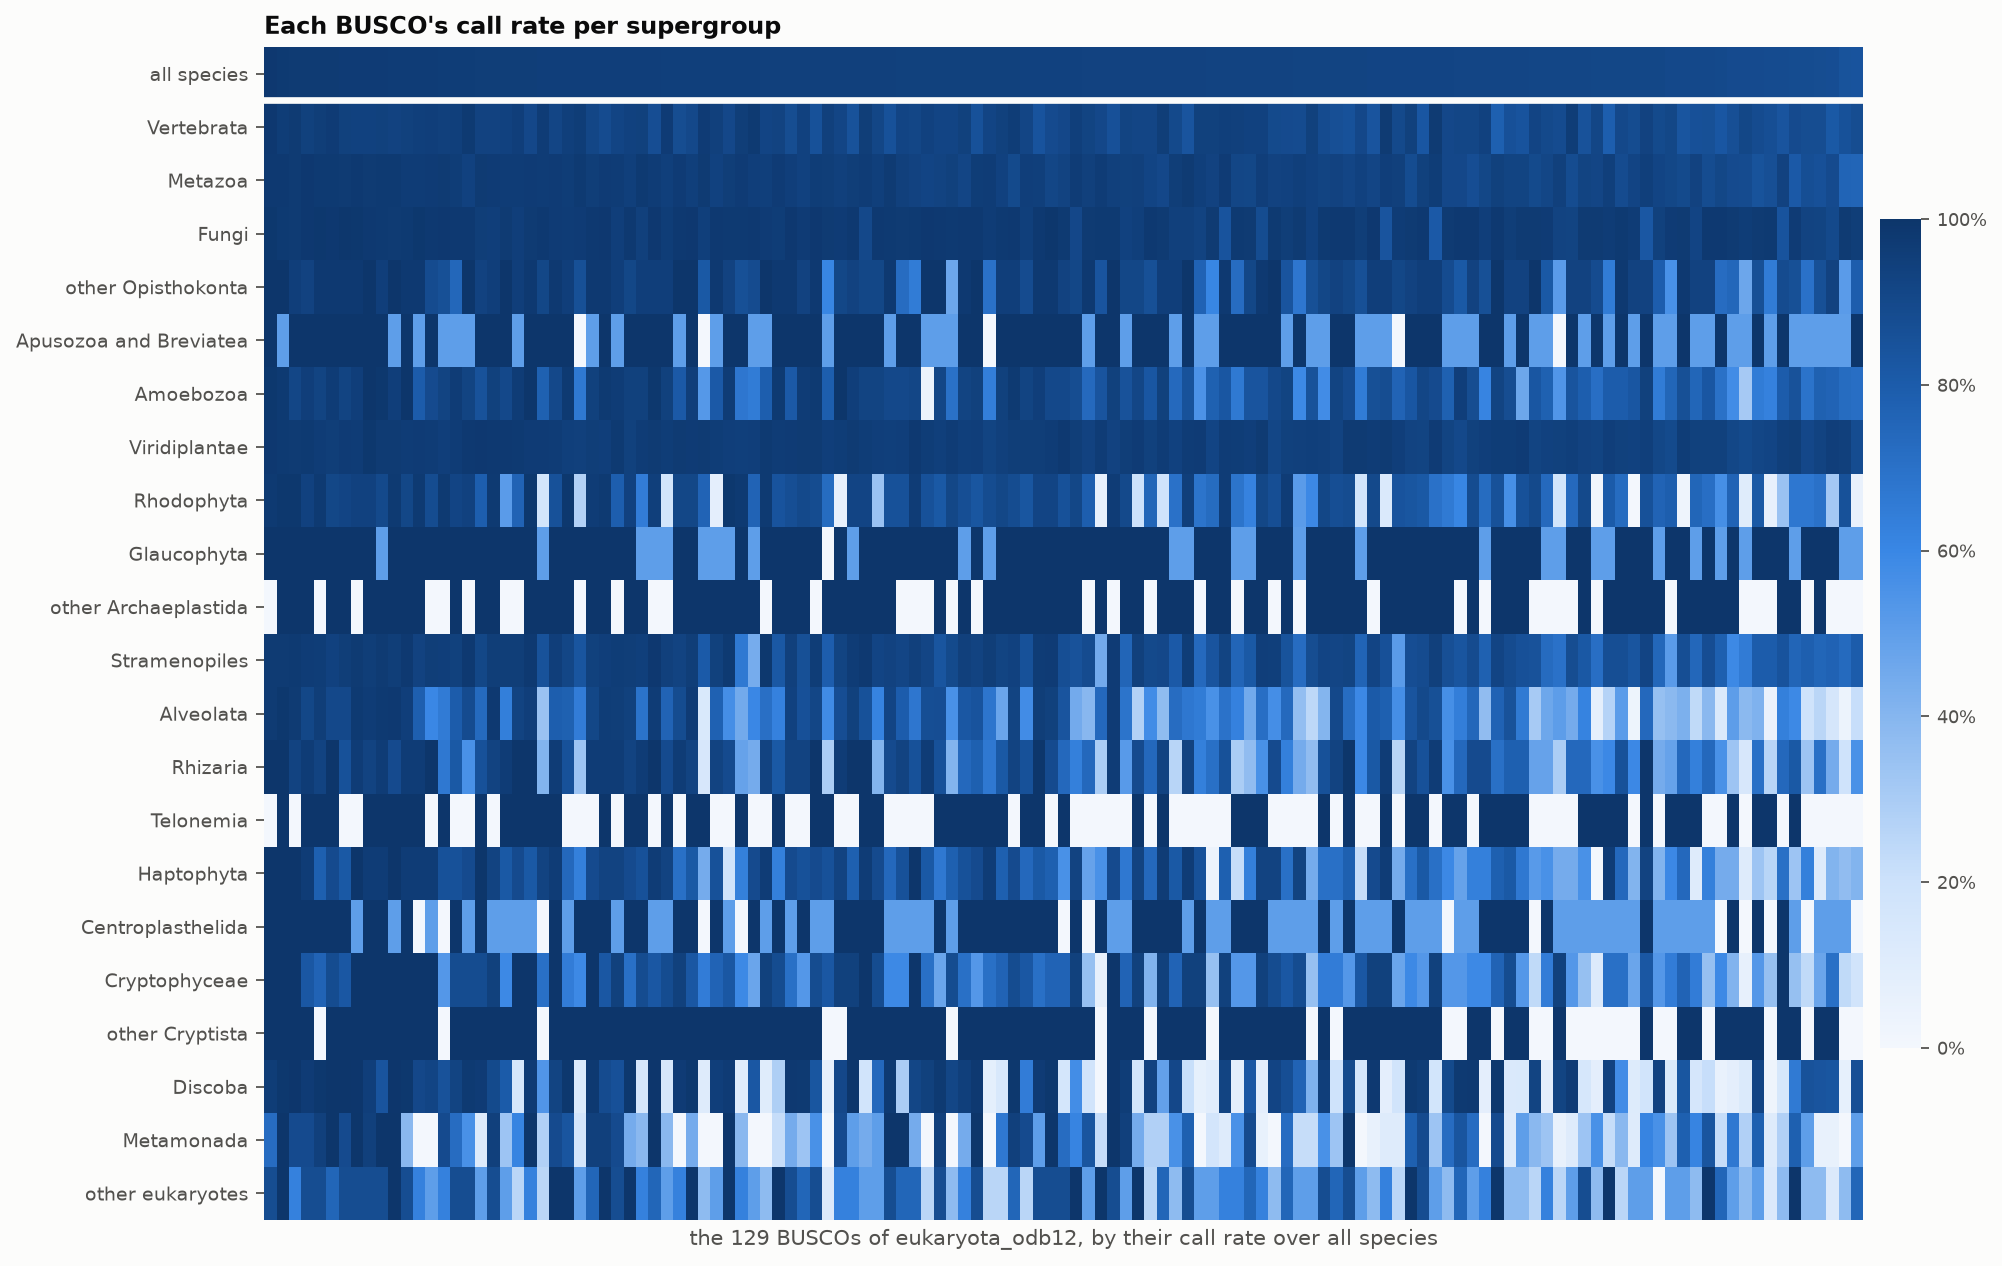 Each BUSCO's call rate per supergroup
all species
Vertebrata
Metazoa
Fungi
other Opisthokonta
Apusozoa and Breviatea
Amoebozoa
Viridiplantae
Rhodophyta
Glaucophyta
other Archaeplastida
Stramenopiles
Alveolata
Rhizaria
Telonemia
Haptophyta
Centroplasthelida
Cryptophyceae
other Cryptista
Discoba
Metamonada
other eukaryotes
the 129 BUSCOs of eukaryota_odb12, by their call rate over all species
100%
80%
60%
40%
20%
0%